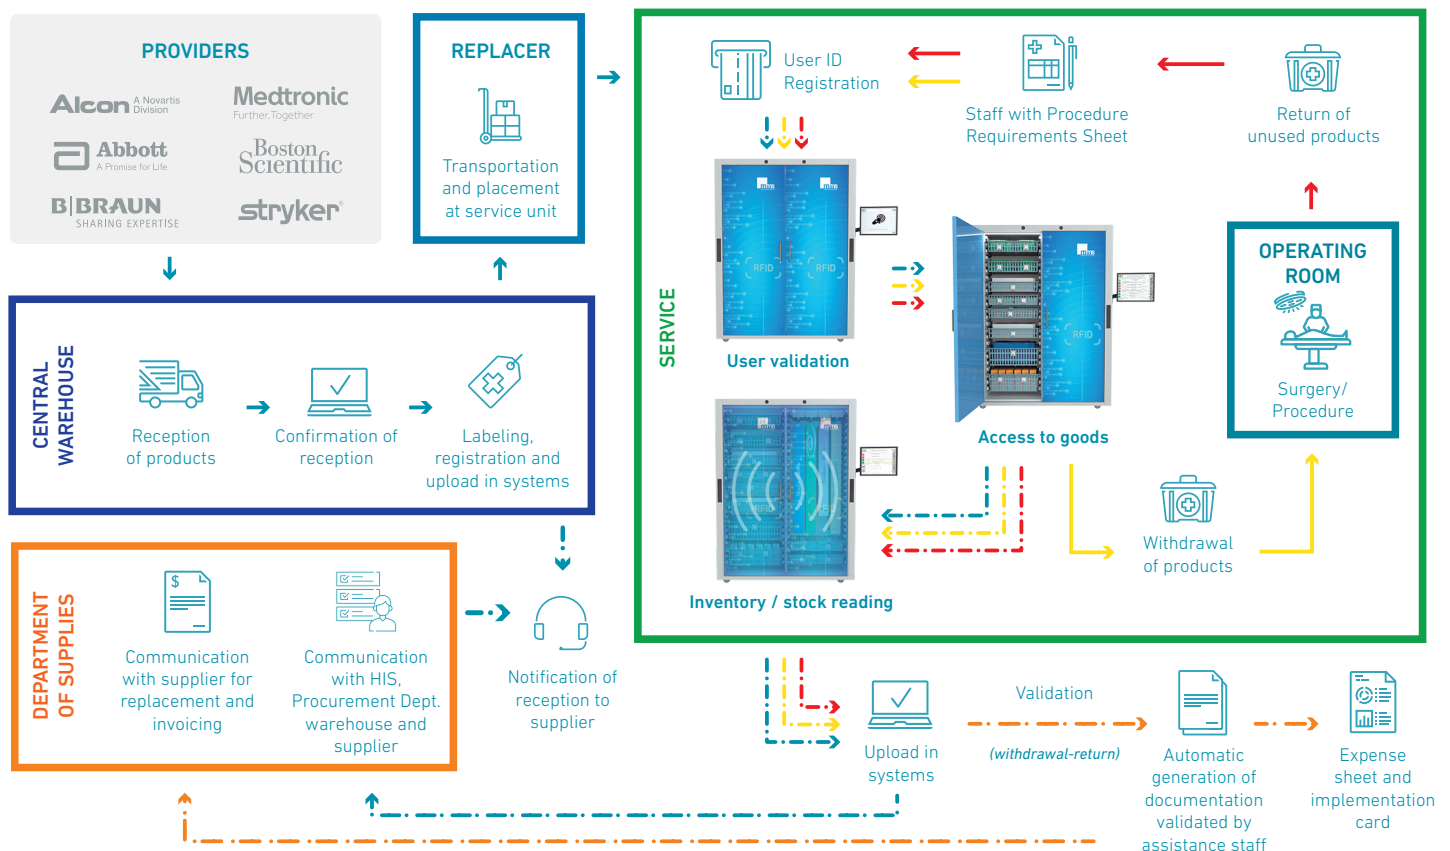 PROVIDERS
Alcon A Novartis
Division
Medtronic
Further, Together
Abbott
A Promise for Life
Boston
Scientific
B|BRAUN
SHARING EXPERTISE
stryker®
REPLACER
Transportation
and placement
at service unit
CENTRAL
WAREHOUSE
Reception
of products
Confirmation of
reception
Labeling,
registration and
upload in systems
DEPARTMENT
OF SUPPLIES
$
Communication
with supplier for
replacement and
invoicing
Communication
with HIS,
Procurement Dept.
warehouse and
supplier
Notification of
reception to
supplier
SERVICE
User ID
Registration
Staff with Procedure
Requirements Sheet
Return of
unused products
RFID
RFID
User validation
RFID
Access to goods
OPERATING
ROOM
Surgery/
Procedure
RFID
RFID
Inventory / stock reading
Withdrawal
of products
Upload in
systems
Validation
(withdrawal-return)
Automatic
generation of
documentation
validated by
assistance staff
Expense
sheet and
implementation
card